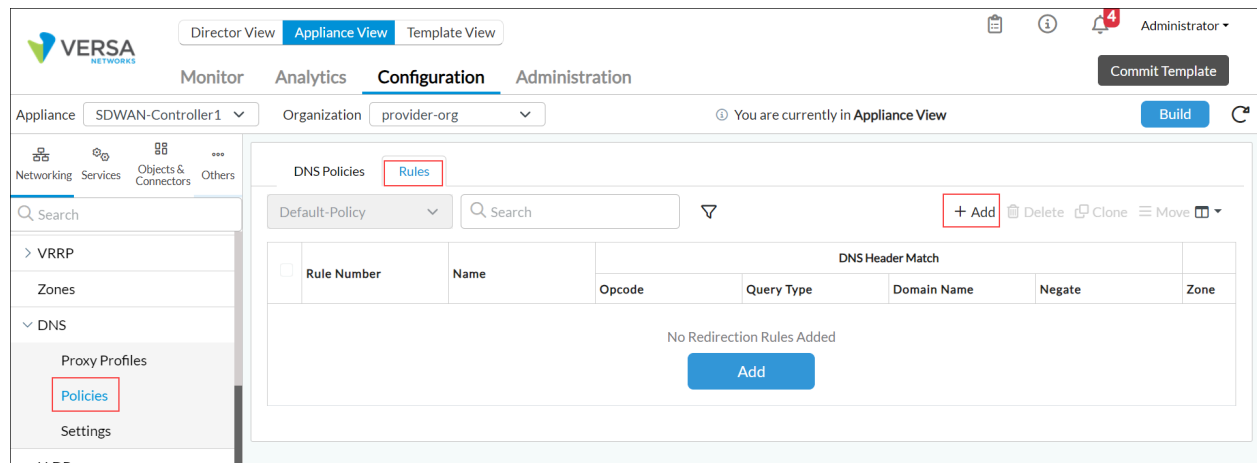 VERSA
NETWORKS
Director View Appliance View Template View
4
Administrator
Monitor Analytics Configuration Administration
Commit Template
Appliance SDWAN-Controller1 Organization provider-org
You are currently in Appliance View
Build
Networking Services Objects & Connectors Others
Search
> VRRP
Zones
DNS
Proxy Profiles
Policies
Settings
DNS Policies Rules
Default-Policy Search
+ Add Delete Clone Move
Rule Number Name DNS Header Match
Opcode Query Type Domain Name Negate Zone
No Redirection Rules Added
Add